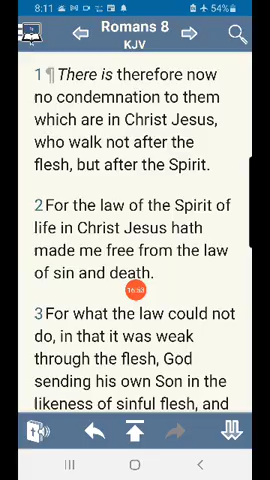 8:11
54%
Romans 8
KJV
1 ¶ There is therefore now
no condemnation to them
which are in Christ Jesus,
who walk not after the
flesh, but after the Spirit.
2 For the law of the Spirit of
life in Christ Jesus hath
made me free from the law
of sin and death.
16:53
3 For what the law could not
do, in that it was weak
through the flesh, God
sending his own Son in the
likeness of sinful flesh, and